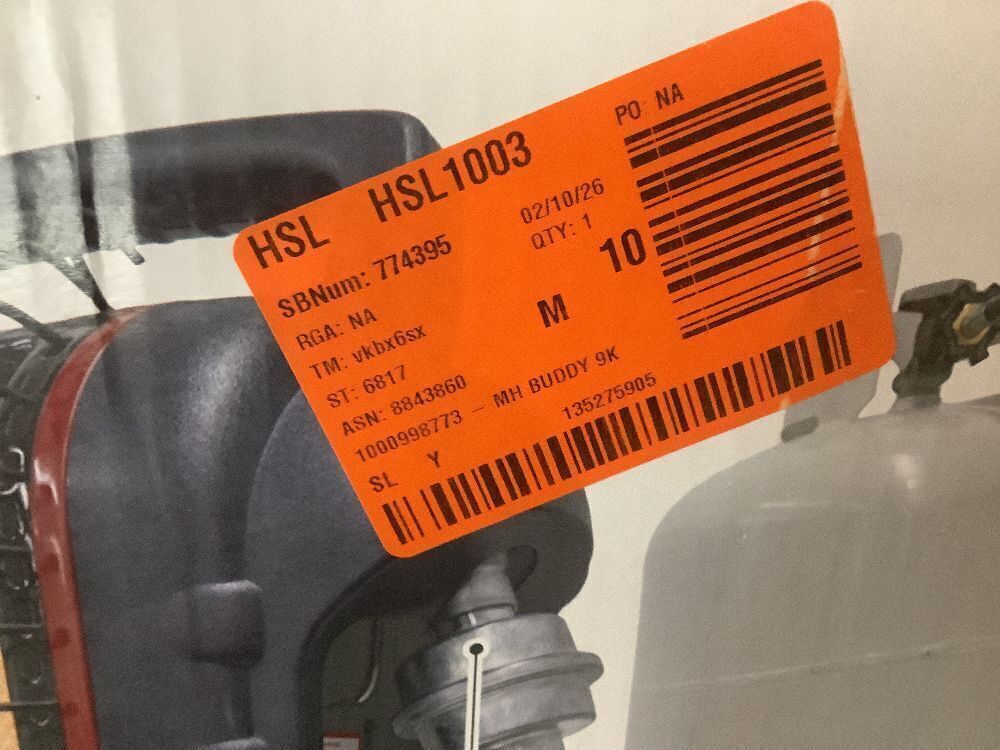 HSL HSL1003
PO NA
SBNum: 774395
02/10/26
RGA: NA
QTY: 1
10
TM: vkbx6sx
M
ST: 6817
ASN: 8843860
1000998773 - MH BUDDY 9K
SL Y
135275905